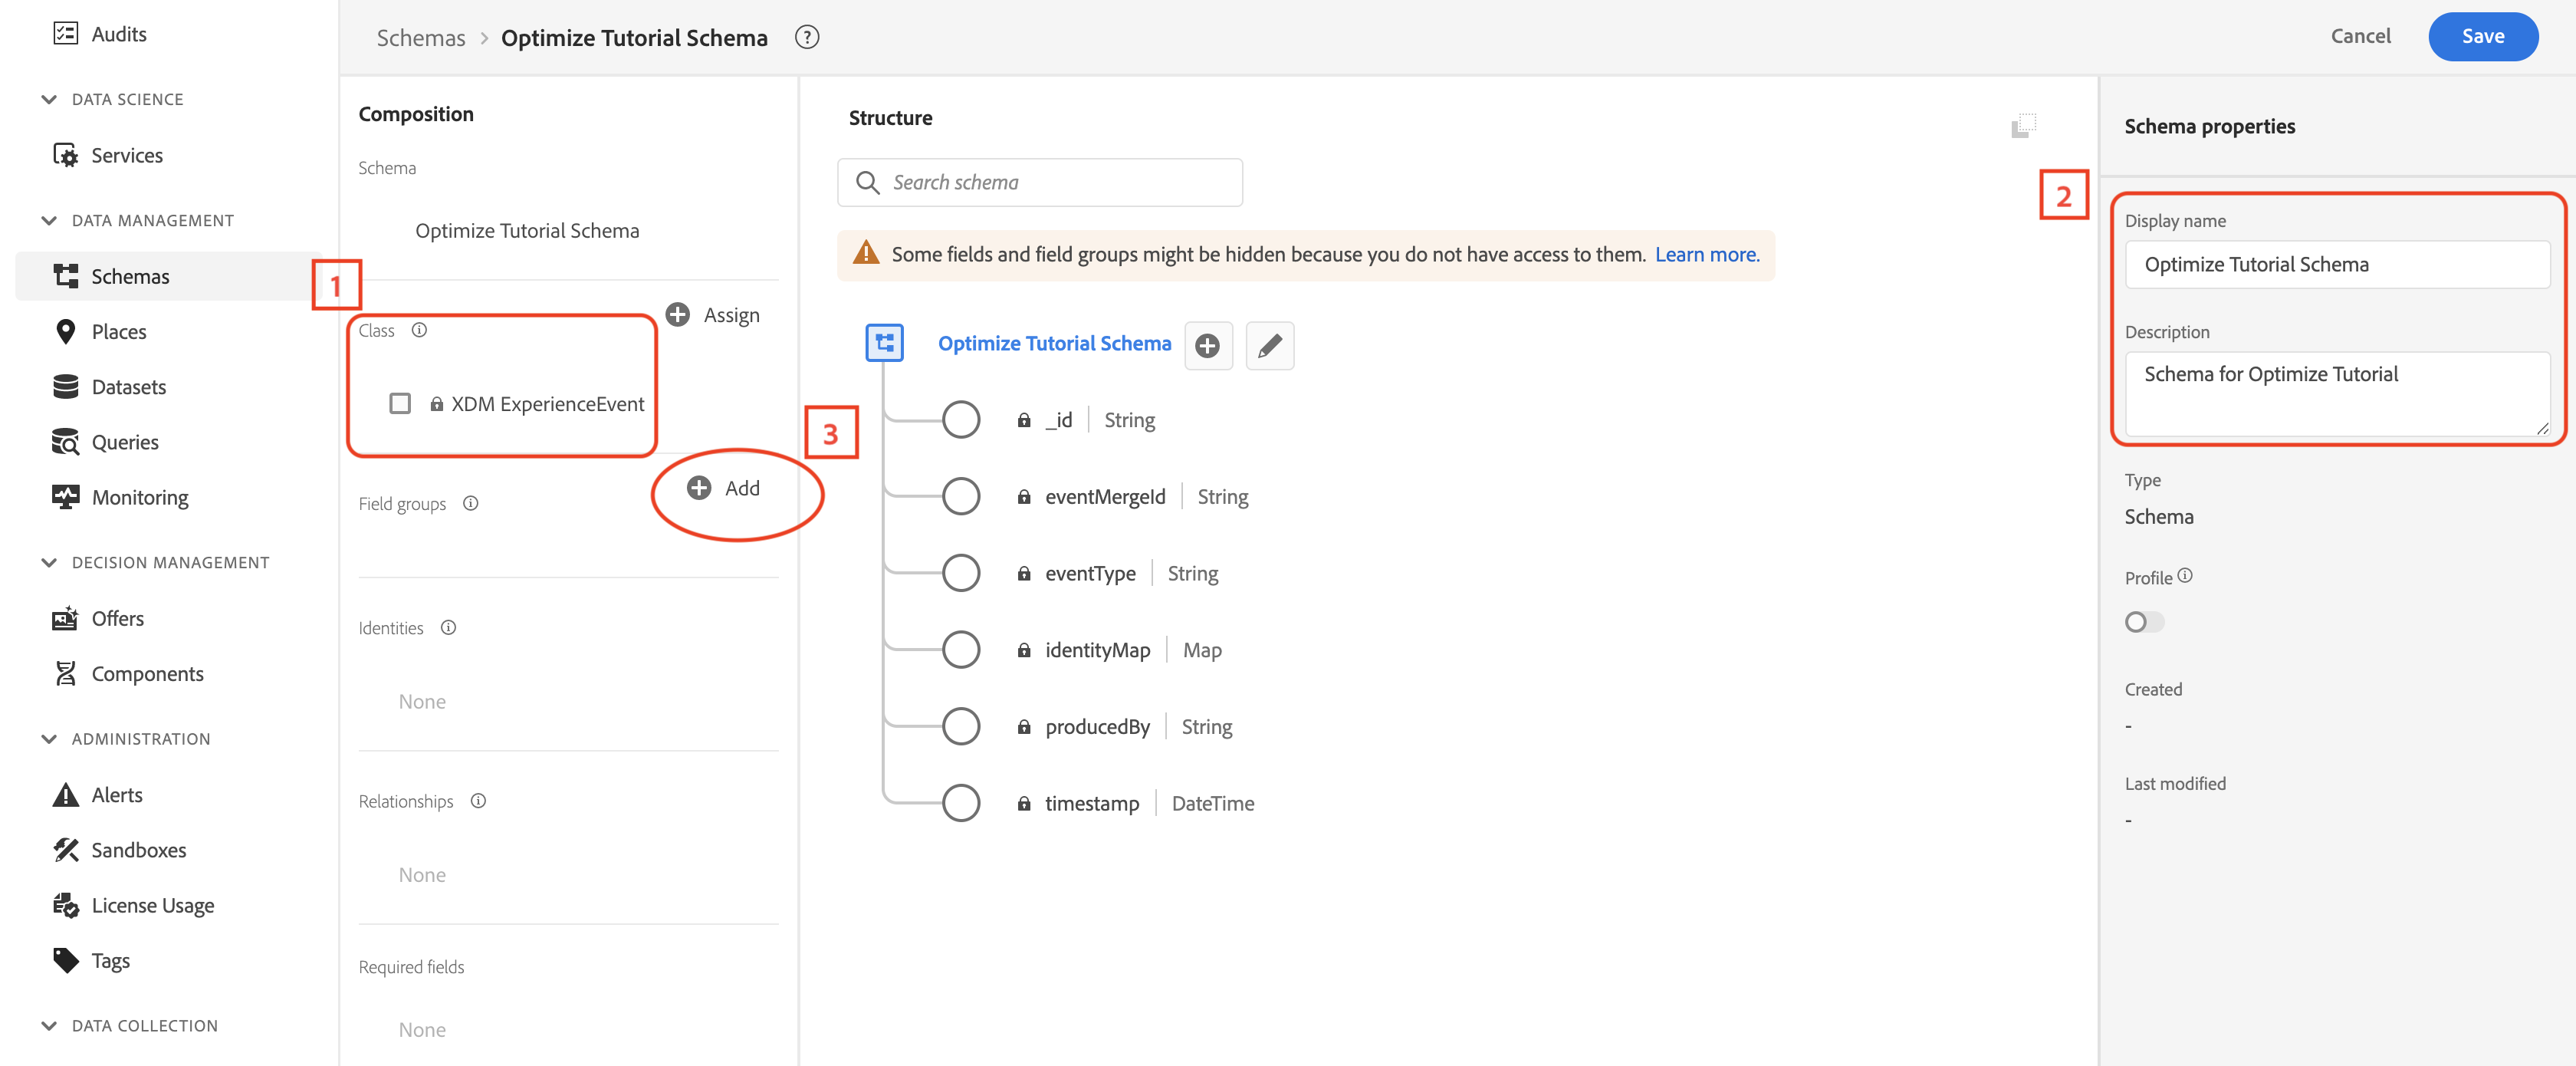 Audits
DATA SCIENCE
Services
DATA MANAGEMENT
Schemas
Places
Datasets
Queries
Monitoring
DECISION MANAGEMENT
Offers
Components
ADMINISTRATION
Alerts
Sandboxes
License Usage
Tags
DATA COLLECTION
Schemas > Optimize Tutorial Schema ?
Cancel
Save
Composition
Schema
Optimize Tutorial Schema
1
Assign
Class
XDM ExperienceEvent
3
Add
Field groups
Identities
None
Relationships
None
Required fields
None
Structure
Search schema
Some fields and field groups might be hidden because you do not have access to them. Learn more.
Optimize Tutorial Schema
_id | String
eventMergeId | String
eventType | String
identityMap | Map
producedBy | String
timestamp | DateTime
Schema properties
2
Display name
Optimize Tutorial Schema
Description
Schema for Optimize Tutorial
Type
Schema
Profile
Created
-
Last modified
-